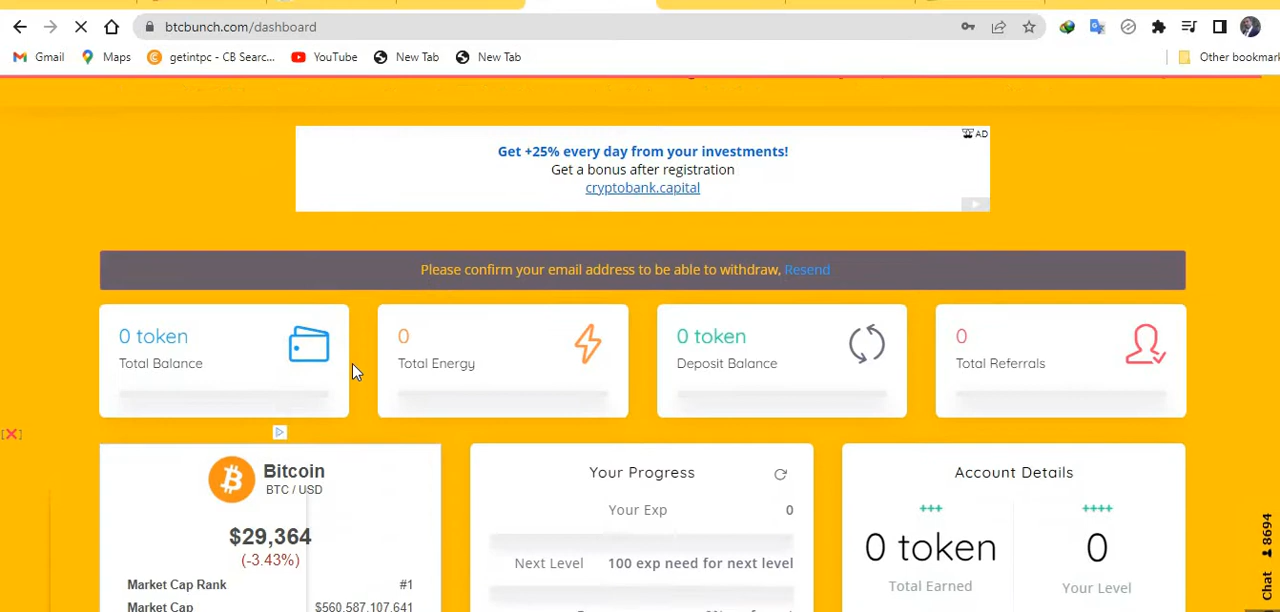 btcbunch.com/dashboard
Gmail Maps getintpc - CB Searc... YouTube New Tab New Tab Other bookmark
AD
Get +25% every day from your investments!
Get a bonus after registration
cryptobank.capital
Please confirm your email address to be able to withdraw, Resend
0 token
Total Balance
0
Total Energy
0 token
Deposit Balance
0
Total Referrals
[X]
Bitcoin
BTC / USD
$29,364
(-3.43%)
Market Cap Rank #1
Market Cap $560,587,107,641
Your Progress
Your Exp 0
Next Level 100 exp need for next level
Account Details
+++
0 token
Total Earned
++++
0
Your Level
Chat 8694